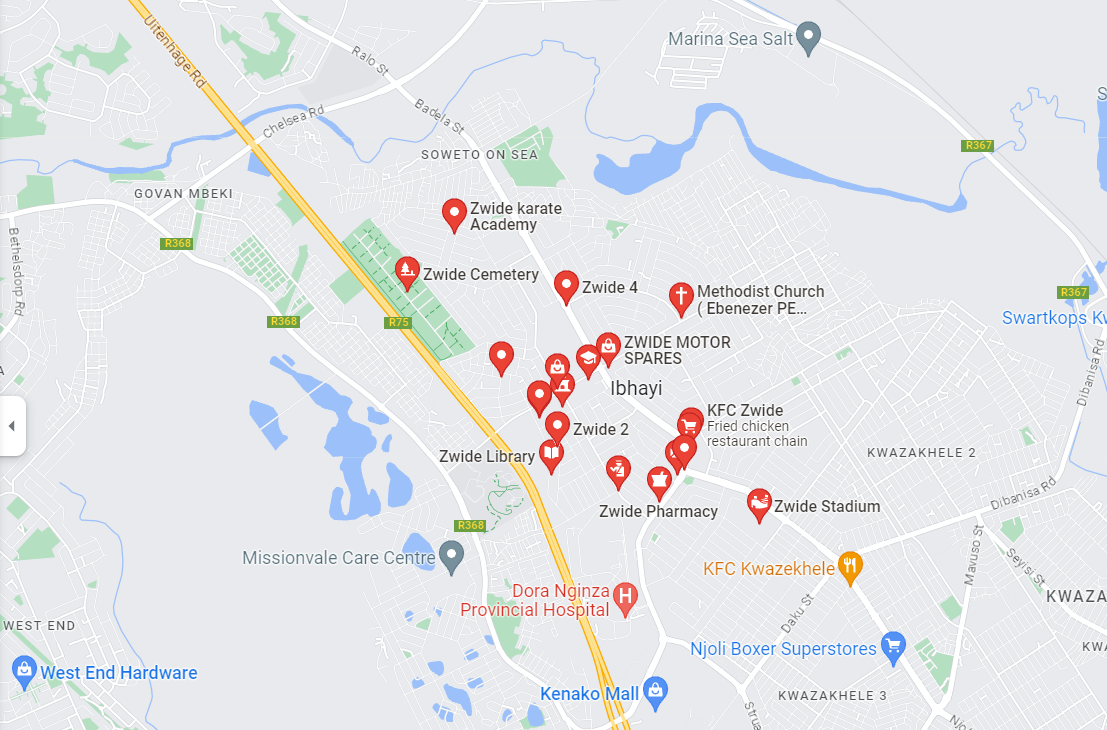 Uitenhage Rd
Marina Sea Salt
Ralo St
Badela St
Chelsea Rd
R367
SOWETO ON SEA
GOVAN MBEKI
Zwide karate
Academy
R368
Bethelsdorp Rd
Zwide Cemetery
Zwide 4
Methodist Church
( Ebenezer PE...
R367
R368
R75
Swartkops Kw
ZWIDE MOTOR
SPARES
Ibhayi
Dibanisa Rd
KFC Zwide
Fried chicken
restaurant chain
Zwide 2
Zwide Library
KWAZAKHELE 2
Zwide Pharmacy
Zwide Stadium
Dibanisa Rd
R368
Mavuso St
Seyisi St
Missionvale Care Centre
KFC Kwazekhele
Dora Nginza
Provincial Hospital
Daku St
KWAZA
WEST END
Njoli Boxer Superstores
KWA
West End Hardware
Kenako Mall
KWAZAKHELE 3
Strua
Njo